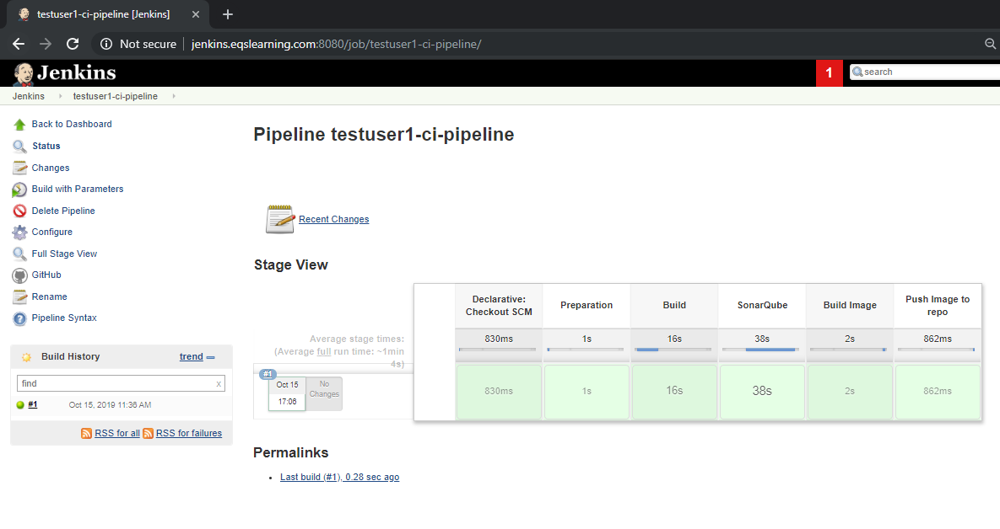 testuser1-ci-pipeline [Jenkins]
Not secure
jenkins.eqslearning.com:8080/job/testuser1-ci-pipeline/
Jenkins
1
search
Jenkins
testuser1-ci-pipeline
Back to Dashboard
Status
Changes
Build with Parameters
Delete Pipeline
Configure
Full Stage View
GitHub
Rename
Pipeline Syntax
Build History
trend
find
x
#1
Oct 15, 2019 11:36 AM
RSS for all
RSS for failures
Pipeline testuser1-ci-pipeline
Recent Changes
Stage View
Declarative:
Checkout SCM
Preparation
Build
SonarQube
Build Image
Push Image to
repo
Average stage times:
(Average full run time: ~1min
4s)
830ms
1s
16s
38s
2s
862ms
#1
Oct 15
17:06
No
Changes
830ms
1s
16s
38s
2s
862ms
Permalinks
Last build (#1), 0.28 sec ago